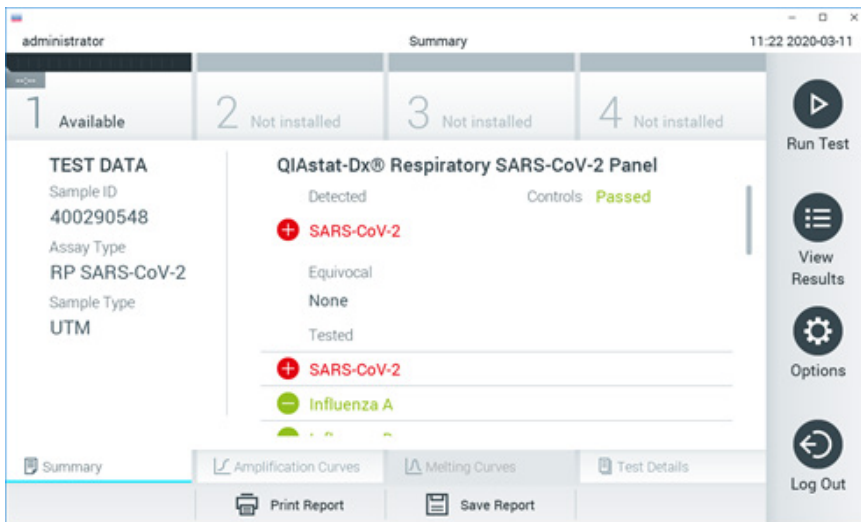 administrator Summary 11:22 2020-03-11
1 Available 2 Not installed 3 Not installed 4 Not installed
Run Test
TEST DATA
Sample ID
400290548
Assay Type
RP SARS-CoV-2
Sample Type
UTM
QIAstat-Dx® Respiratory SARS-CoV-2 Panel
Detected Controls Passed
SARS-CoV-2
Equivocal
None
Tested
SARS-CoV-2
Influenza A
View
Results
Options
Log Out
Summary Amplification Curves Melting Curves Test Details
Print Report Save Report